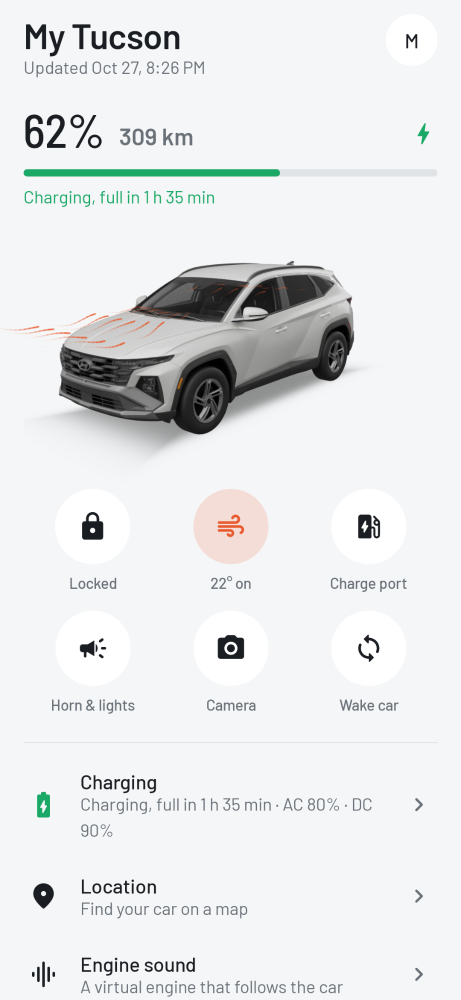 My Tucson
M
Updated Oct 27, 8:26 PM
62% 309 km
Charging, full in 1 h 35 min
Locked
22° on
Charge port
Horn & lights
Camera
Wake car
Charging
Charging, full in 1 h 35 min · AC 80% · DC
90%
Location
Find your car on a map
Engine sound
A virtual engine that follows the car